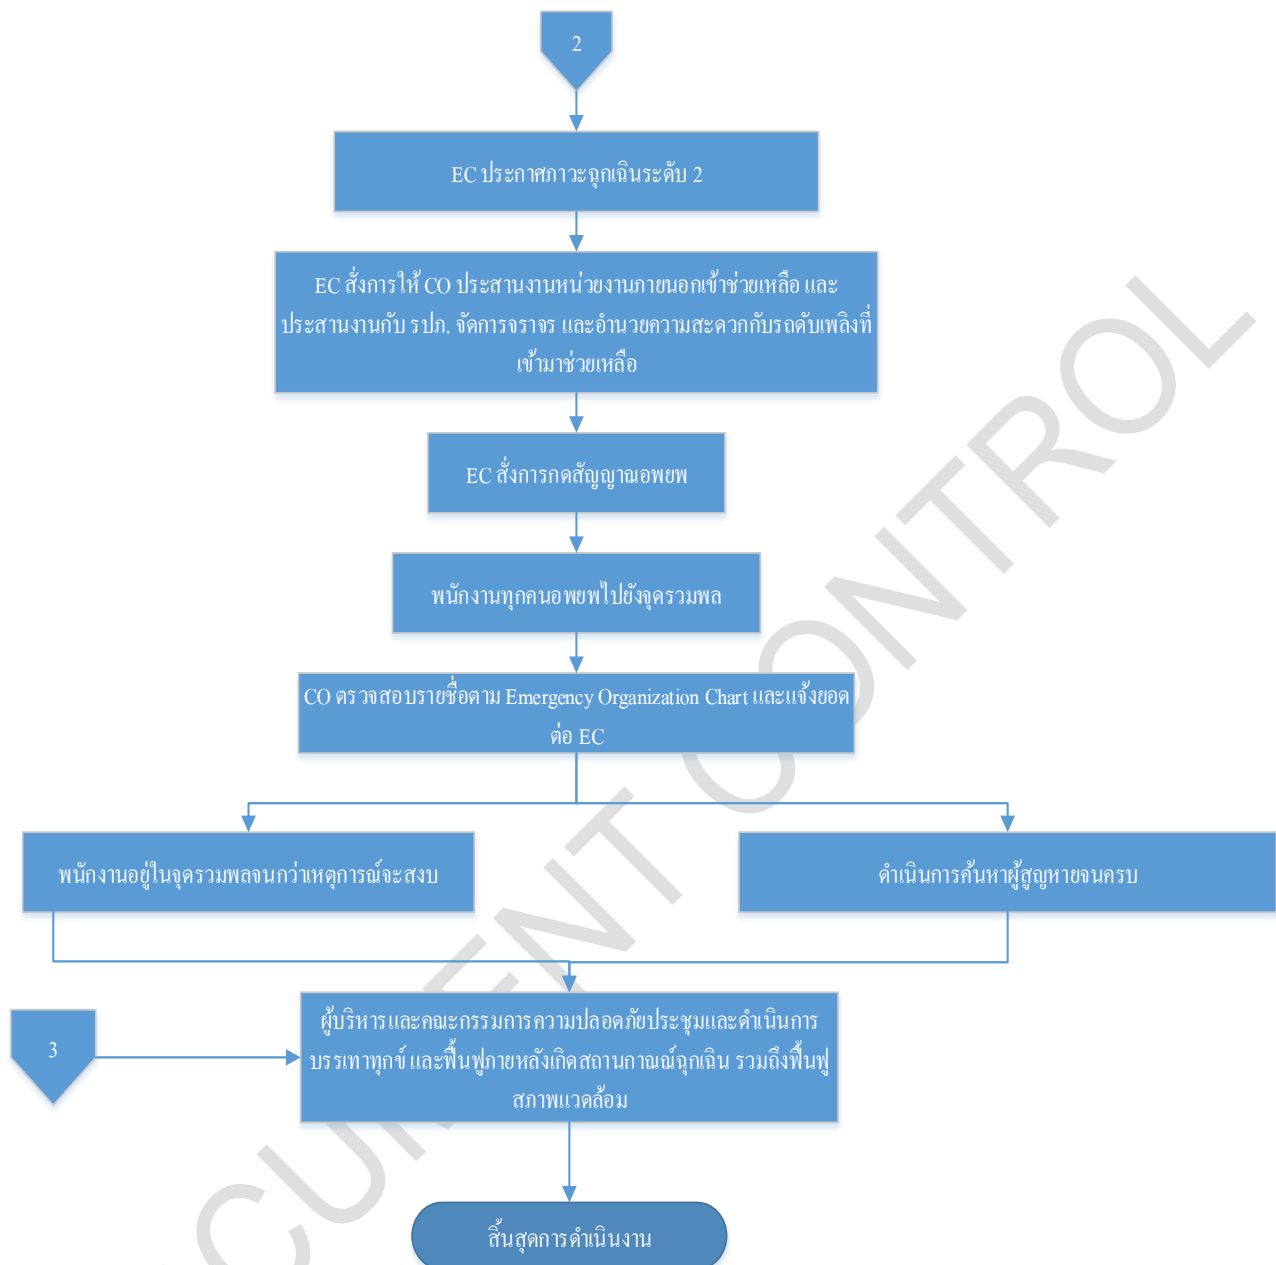 2
EC ประกาศภาวะฉุกเฉินระดับ 2
EC สั่งการให้ CO ประสานงานหน่วยงานภายนอกเข้าช่วยเหลือ และ
ประสานงานกับ รปภ. จัดการจราจร และอำนวยความสะดวกกับรถดับเพลิงที่
เข้ามาช่วยเหลือ
EC สั่งการกดสัญญาณอพยพ
พนักงานทุกคนอพยพไปยังจุดรวมพล
CO ตรวจสอบรายชื่อตาม Emergency Organization Chart และแจ้งยอด
ต่อ EC
พนักงานอยู่ในจุดรวมพลจนกว่าเหตุการณ์จะสงบ
ดำเนินการค้นหาผู้สูญหายจนครบ
ผู้บริหารและคณะกรรมการความปลอดภัยประชุมและดำเนินการ
3
บรรเทาทุกข์ และฟื้นฟูภายหลังเกิดสถานกาณณ์ฉุกเฉิน รวมถึงฟื้นฟู
สภาพแวดล้อม
สิ้นสุดการดำเนินงาน
CUMENT CONTROL